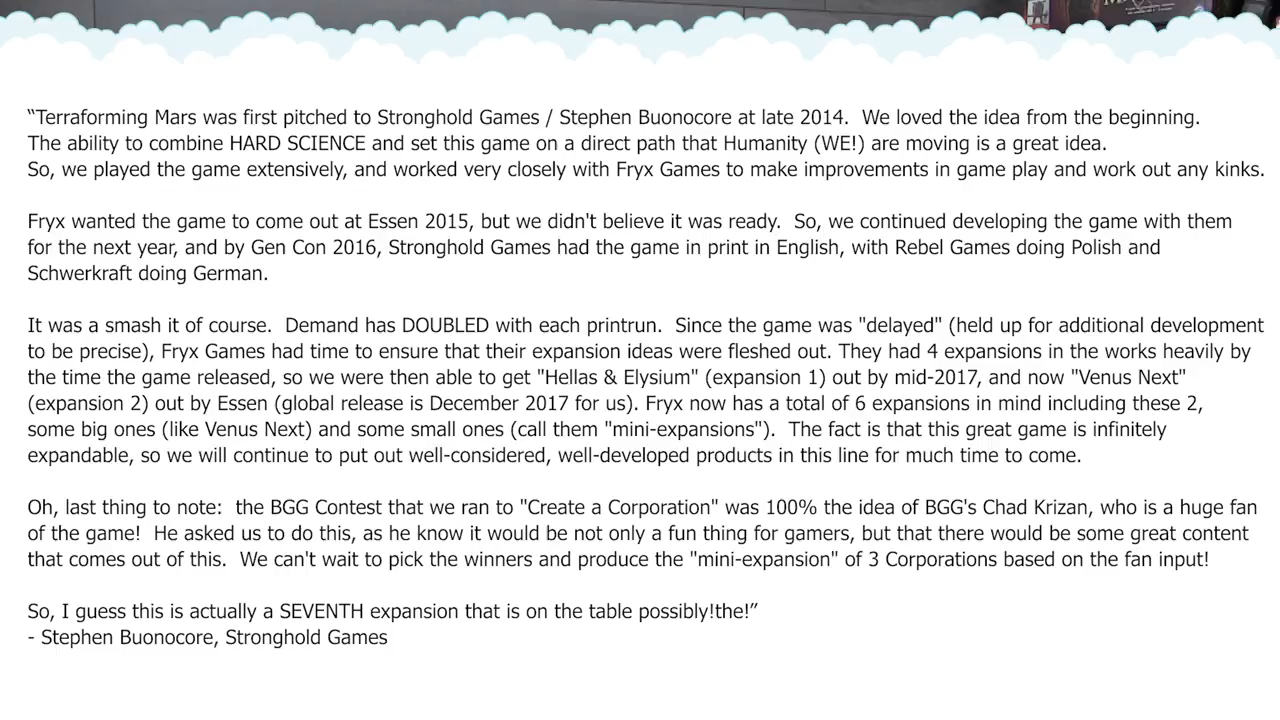 “Terraforming Mars was first pitched to Stronghold Games / Stephen Buonocore at late 2014.  We loved the idea from the beginning.
The ability to combine HARD SCIENCE and set this game on a direct path that Humanity (WE!) are moving is a great idea.
So, we played the game extensively, and worked very closely with Fryx Games to make improvements in game play and work out any kinks.
Fryx wanted the game to come out at Essen 2015, but we didn't believe it was ready.  So, we continued developing the game with them
for the next year, and by Gen Con 2016, Stronghold Games had the game in print in English, with Rebel Games doing Polish and
Schwerkraft doing German.
It was a smash it of course.  Demand has DOUBLED with each printrun.  Since the game was "delayed" (held up for additional development
to be precise), Fryx Games had time to ensure that their expansion ideas were fleshed out. They had 4 expansions in the works heavily by
the time the game released, so we were then able to get "Hellas & Elysium" (expansion 1) out by mid-2017, and now "Venus Next"
(expansion 2) out by Essen (global release is December 2017 for us). Fryx now has a total of 6 expansions in mind including these 2,
some big ones (like Venus Next) and some small ones (call them "mini-expansions").  The fact is that this great game is infinitely
expandable, so we will continue to put out well-considered, well-developed products in this line for much time to come.
Oh, last thing to note:  the BGG Contest that we ran to "Create a Corporation" was 100% the idea of BGG's Chad Krizan, who is a huge fan
of the game!  He asked us to do this, as he know it would be not only a fun thing for gamers, but that there would be some great content
that comes out of this.  We can't wait to pick the winners and produce the "mini-expansion" of 3 Corporations based on the fan input!
So, I guess this is actually a SEVENTH expansion that is on the table possibly!the!”
- Stephen Buonocore, Stronghold Games